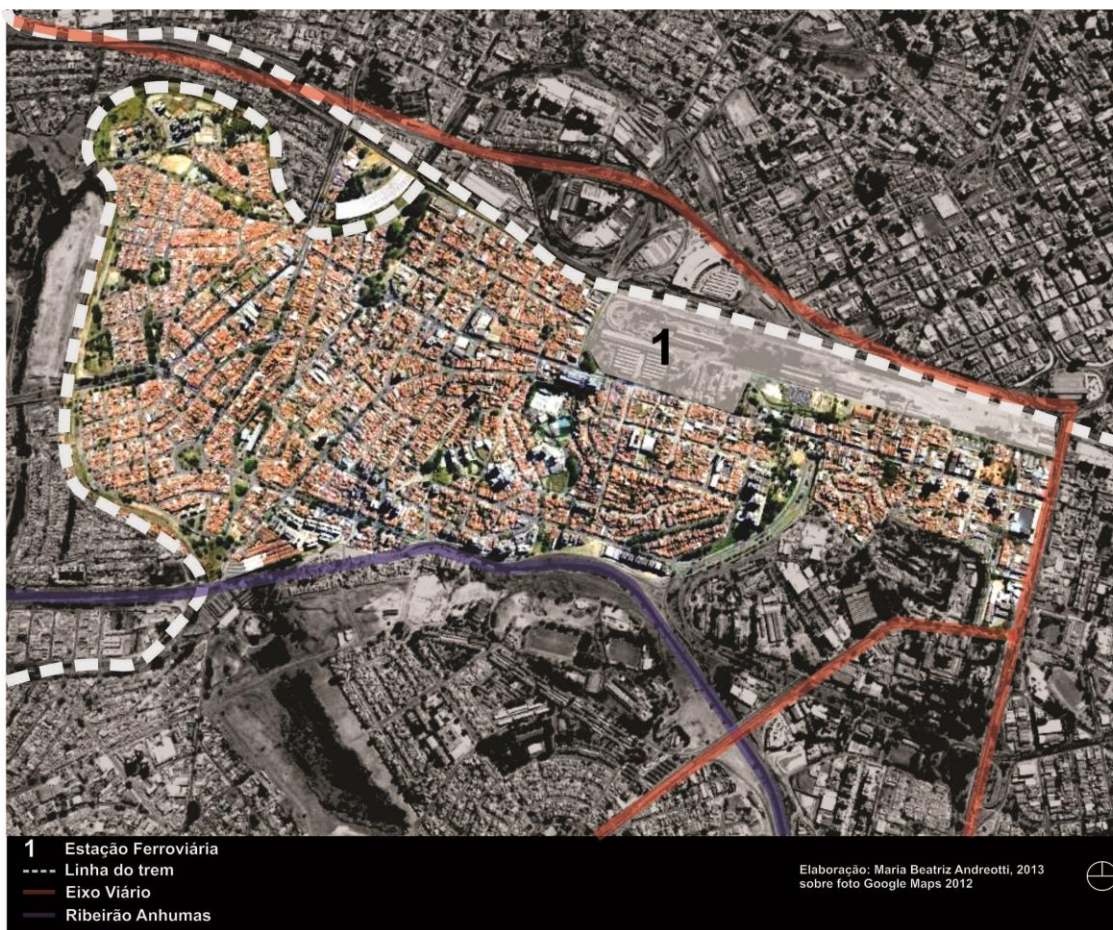 1
1 Estação Ferroviária
Linha do trem
Eixo Viário
Ribeirão Anhumas
Elaboração: Maria Beatriz Andreotti, 2013
sobre foto Google Maps 2012